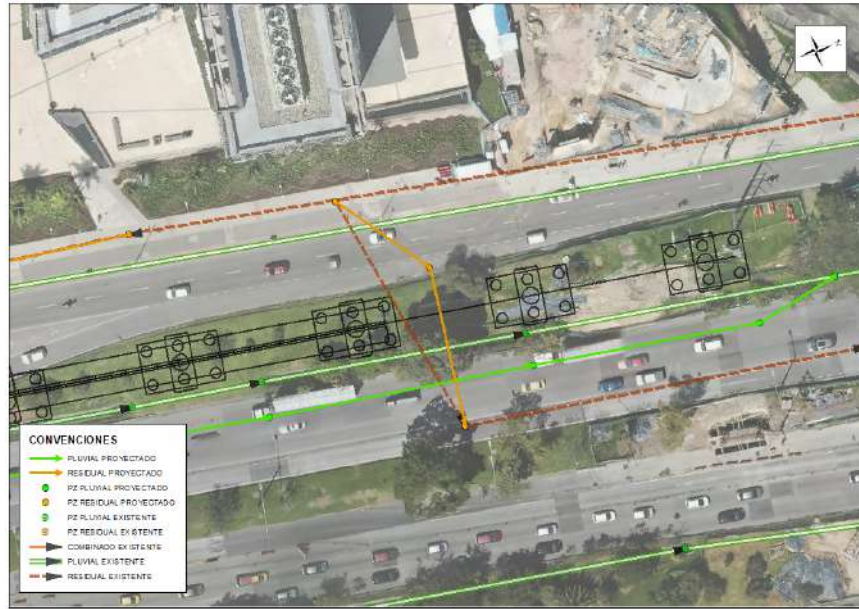 CONVENCIONES
PLUVIAL PROYECTADO
RESIDUAL PROYECTADO
PZ PLUVIAL PROYECTADO
PZ RESIDUAL PROYECTADO
PZ PLUVIAL EXISTENTE
PZ RESIDUAL EXISTENTE
COMBINADO EXISTENTE
PLUVIAL EXISTENTE
RESIDUAL EXISTENTE